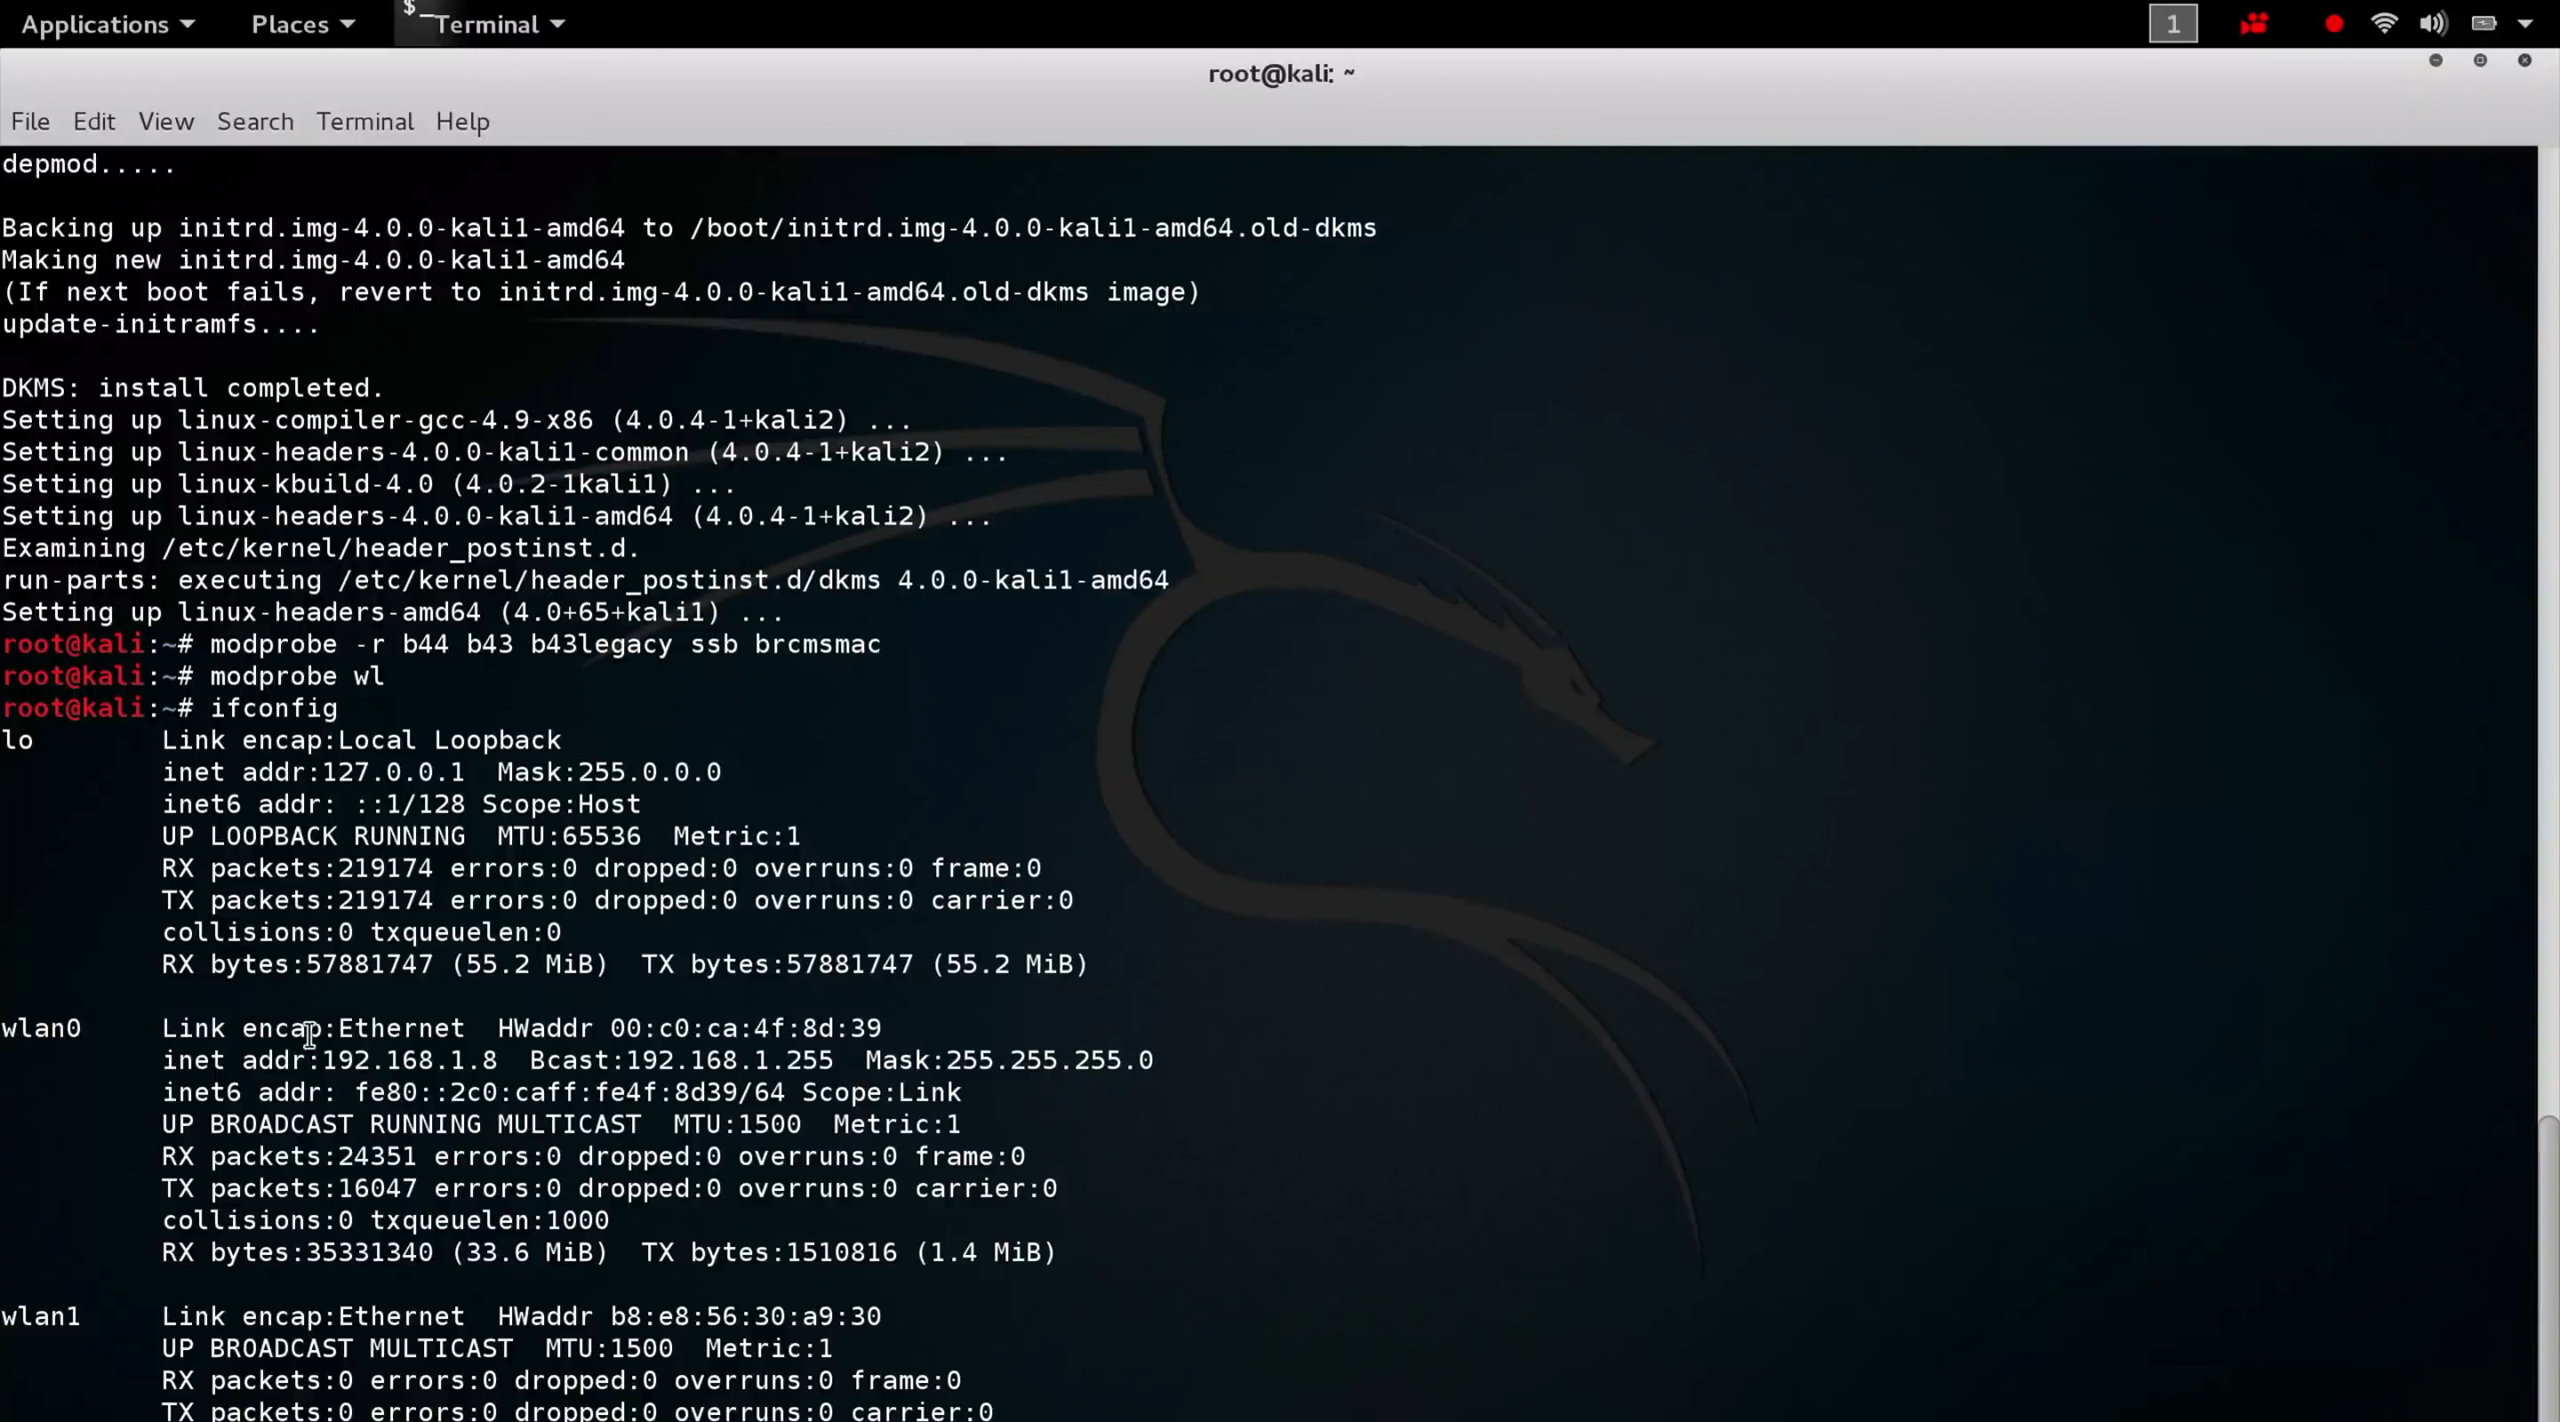 Applications Places $_ Terminal 1
root@kali: ~
File Edit View Search Terminal Help
depmod.....
Backing up initrd.img-4.0.0-kali1-amd64 to /boot/initrd.img-4.0.0-kali1-amd64.old-dkms
Making new initrd.img-4.0.0-kali1-amd64
(If next boot fails, revert to initrd.img-4.0.0-kali1-amd64.old-dkms image)
update-initramfs....
DKMS: install completed.
Setting up linux-compiler-gcc-4.9-x86 (4.0.4-1+kali2) ...
Setting up linux-headers-4.0.0-kali1-common (4.0.4-1+kali2) ...
Setting up linux-kbuild-4.0 (4.0.2-1kali1) ...
Setting up linux-headers-4.0.0-kali1-amd64 (4.0.4-1+kali2) ...
Examining /etc/kernel/header_postinst.d.
run-parts: executing /etc/kernel/header_postinst.d/dkms 4.0.0-kali1-amd64
Setting up linux-headers-amd64 (4.0+65+kali1) ...
root@kali:~# modprobe -r b44 b43 b43legacy ssb brcmsmac
root@kali:~# modprobe wl
root@kali:~# ifconfig
lo Link encap:Local Loopback
inet addr:127.0.0.1 Mask:255.0.0.0
inet6 addr: ::1/128 Scope:Host
UP LOOPBACK RUNNING MTU:65536 Metric:1
RX packets:219174 errors:0 dropped:0 overruns:0 frame:0
TX packets:219174 errors:0 dropped:0 overruns:0 carrier:0
collisions:0 txqueuelen:0
RX bytes:57881747 (55.2 MiB) TX bytes:57881747 (55.2 MiB)
wlan0 Link encap:Ethernet HWaddr 00:c0:ca:4f:8d:39
inet addr:192.168.1.8 Bcast:192.168.1.255 Mask:255.255.255.0
inet6 addr: fe80::2c0:caff:fe4f:8d39/64 Scope:Link
UP BROADCAST RUNNING MULTICAST MTU:1500 Metric:1
RX packets:24351 errors:0 dropped:0 overruns:0 frame:0
TX packets:16047 errors:0 dropped:0 overruns:0 carrier:0
collisions:0 txqueuelen:1000
RX bytes:35331340 (33.6 MiB) TX bytes:1510816 (1.4 MiB)
wlan1 Link encap:Ethernet HWaddr b8:e8:56:30:a9:30
UP BROADCAST MULTICAST MTU:1500 Metric:1
RX packets:0 errors:0 dropped:0 overruns:0 frame:0
TX packets:0 errors:0 dropped:0 overruns:0 carrier:0